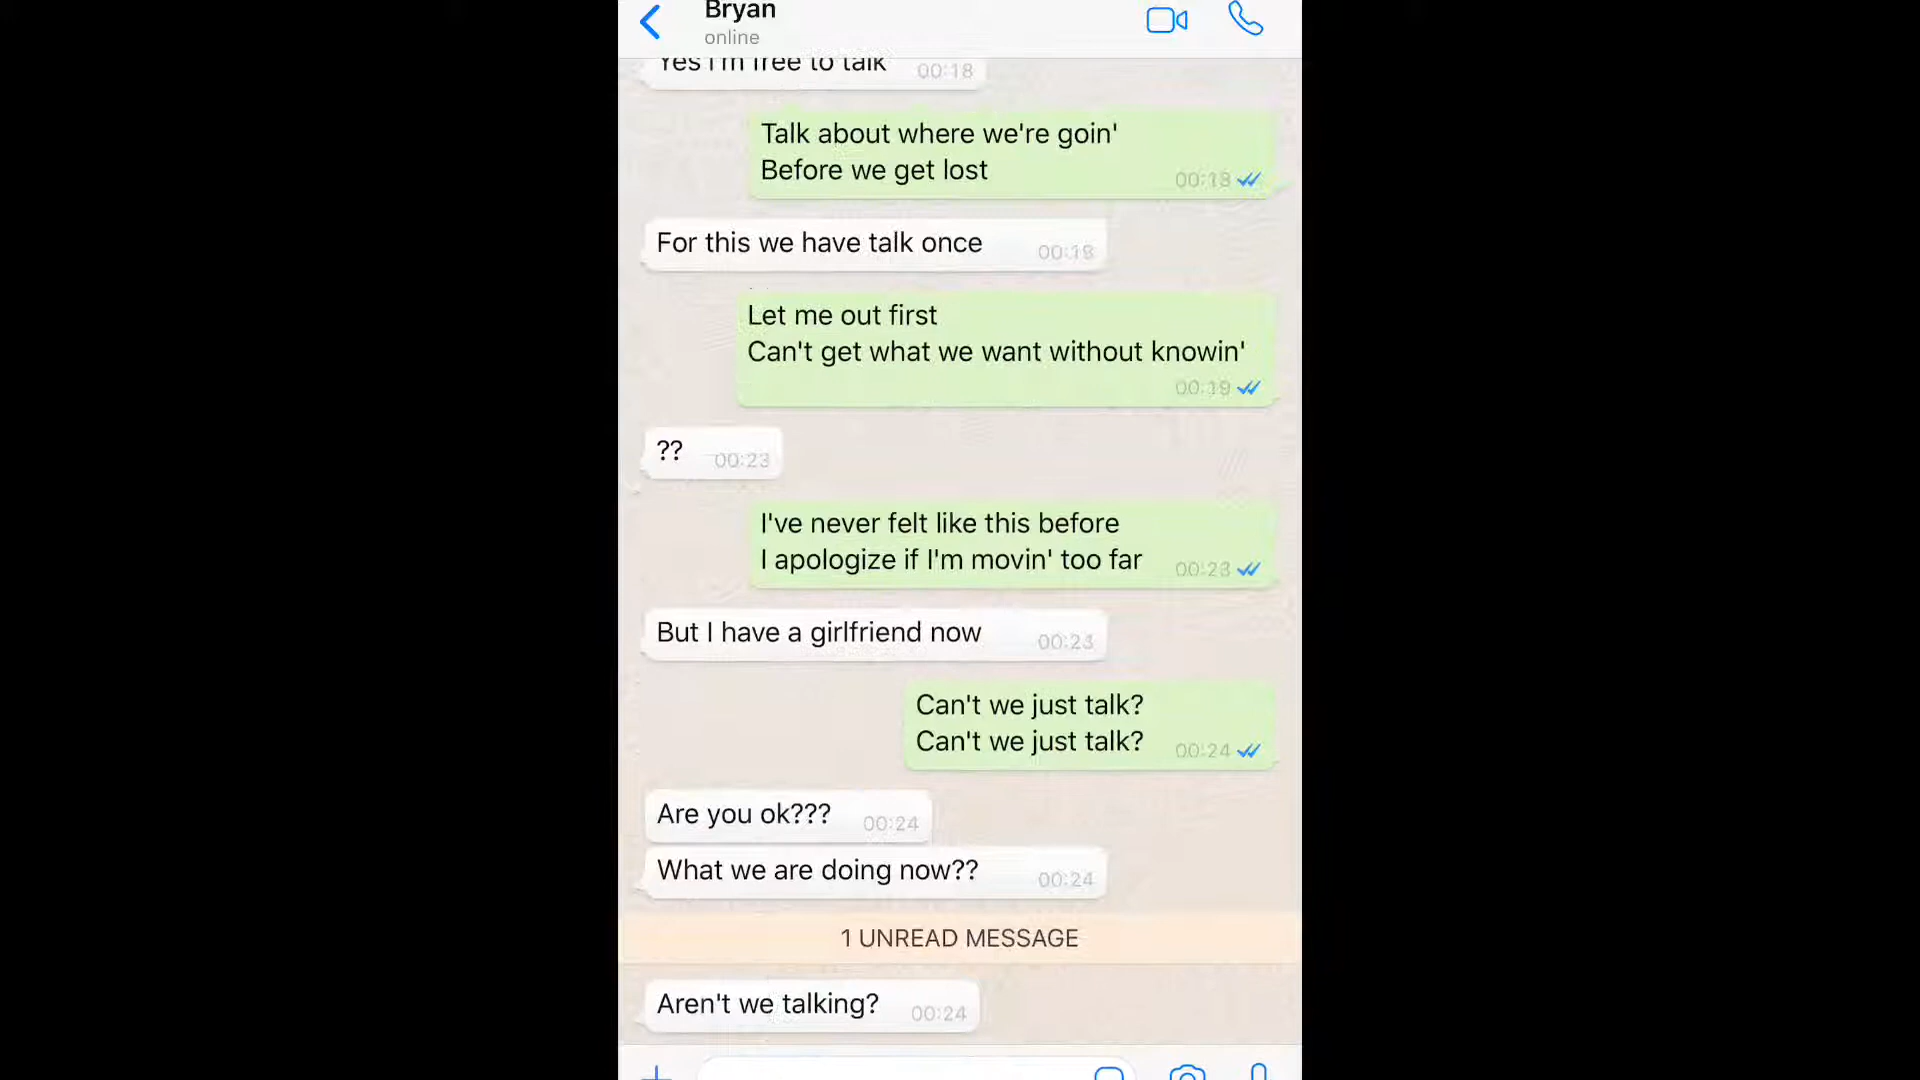 Bryan
online
Yes I'm free to talk 00:18
Talk about where we're goin'
Before we get lost
00:18
For this we have talk once 00:18
Let me out first
Can't get what we want without knowin'
00:19
?? 00:23
I've never felt like this before
I apologize if I'm movin' too far
00:23
But I have a girlfriend now 00:23
Can't we just talk?
Can't we just talk?
00:24
Are you ok??? 00:24
What we are doing now?? 00:24
1 UNREAD MESSAGE
Aren't we talking? 00:24